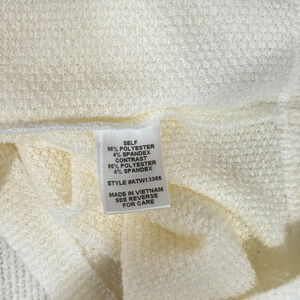 SELF
96% POLYESTER
4% SPANDEX
CONTRAST
96% POLYESTER
4% SPANDEX
STYLE #ATW13366
MADE IN VIETNAM
SEE REVERSE
FOR CARE